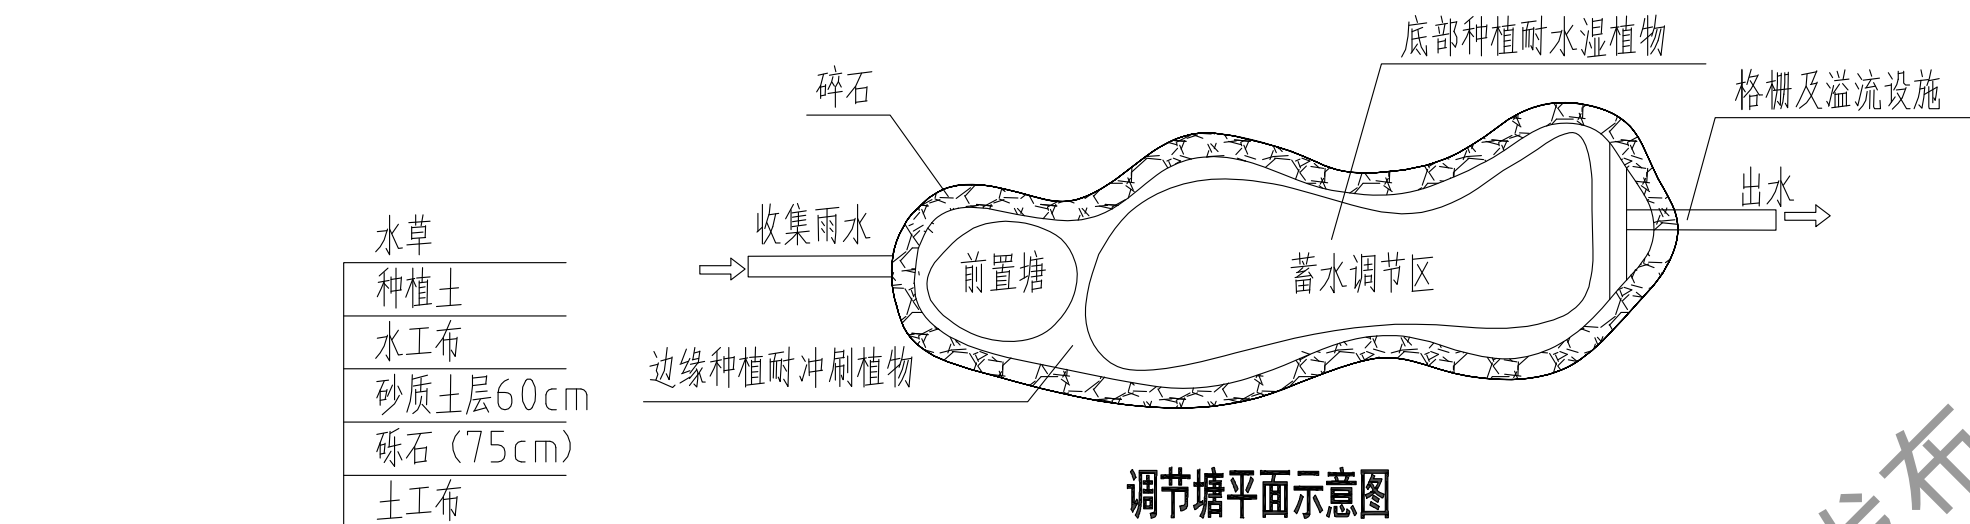 底部种植耐水湿植物
碎石
格栅及溢流设施
出水
收集雨水
前置塘
蓄水调节区
边缘种植耐冲刷植物
水草
种植土
水工布
砂质土层60cm
砾石（75cm）
土工布
调节塘平面示意图
布